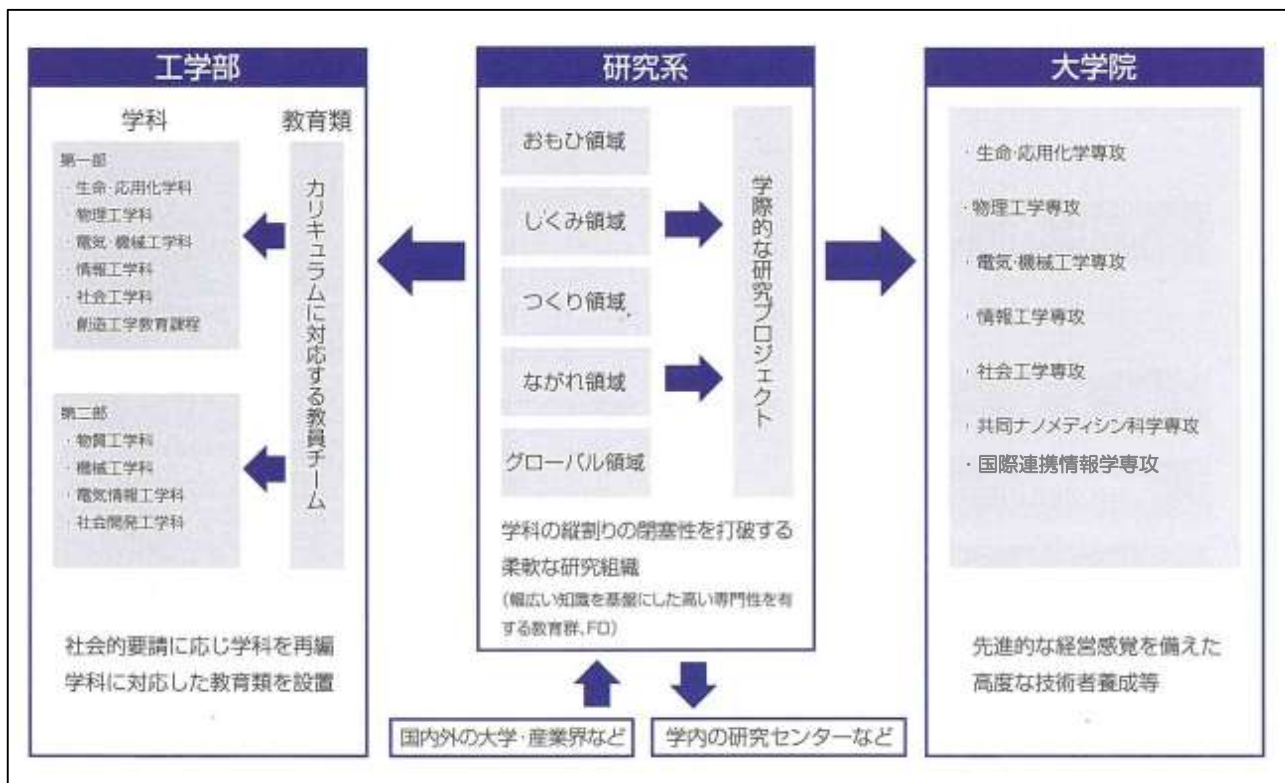 工学部
学科
教育類
第一部
・生命・応用化学科
・物理工学科
・電気・機械工学科
・情報工学科
・社会工学科
・創造工学教育課程
第二部
・物質工学科
・機械工学科
・電気情報工学科
・社会開発工学科
カリキュラムに対応する教員チーム
社会的要請に応じ学科を再編
学科に対応した教育類を設置
研究系
おもひ領域
しくみ領域
つくり領域
ながれ領域
グローバル領域
学際的な研究プロジェクト
学科の縦割りの閉塞性を打破する
柔軟な研究組織
(幅広い知識を基盤にした高い専門性を有
する教育群、FD)
国内外の大学・産業界など
学内の研究センターなど
大学院
・生命・応用化学専攻
・物理工学専攻
・電気・機械工学専攻
・情報工学専攻
・社会工学専攻
・共同ナノメディシン科学専攻
・国際連携情報学専攻
先進的な経営感覚を備えた
高度な技術者養成等